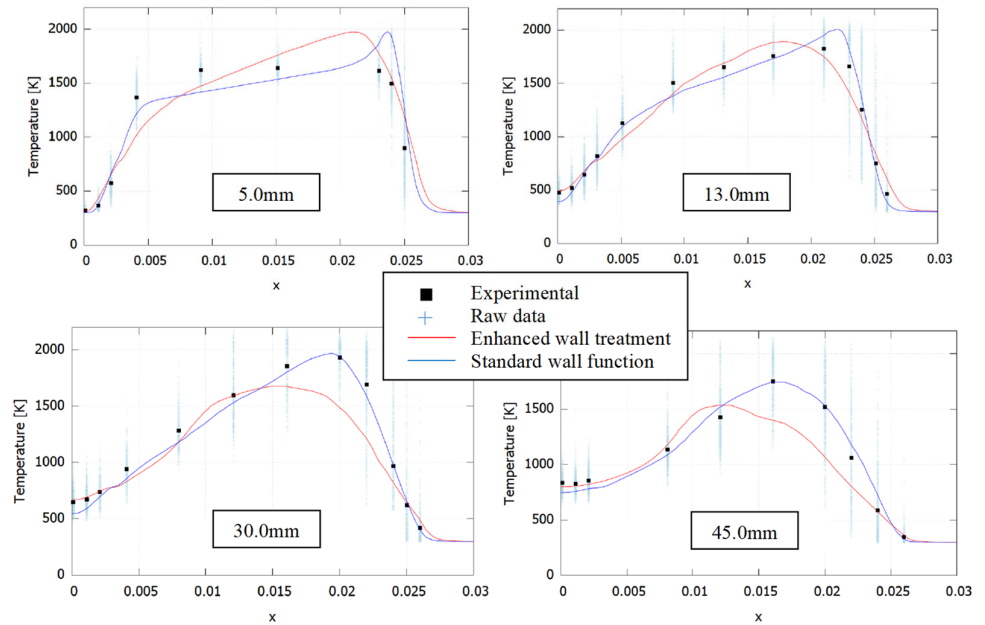 2000
1500
1000
500
0
Temperature [K]
5.0mm
0 0.005 0.01 0.015 0.02 0.025 0.03
x
2000
1500
1000
500
0
Temperature [K]
13.0mm
0 0.005 0.01 0.015 0.02 0.025 0.03
x
Experimental
Raw data
Enhanced wall treatment
Standard wall function
2000
1500
1000
500
0
Temperature [K]
30.0mm
0 0.005 0.01 0.015 0.02 0.025 0.03
x
1500
1000
500
0
Temperature [K]
45.0mm
0 0.005 0.01 0.015 0.02 0.025 0.03
x